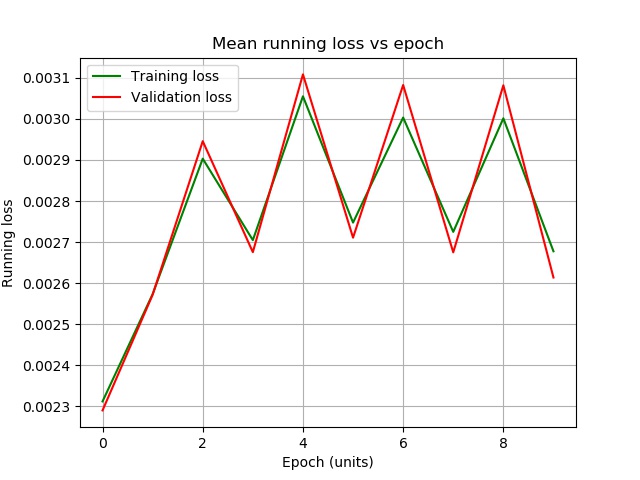 Mean running loss vs epoch
Training loss
Validation loss
0.0031
0.0030
0.0029
0.0028
0.0027
0.0026
0.0025
0.0024
0.0023
Running loss
0 2 4 6 8
Epoch (units)